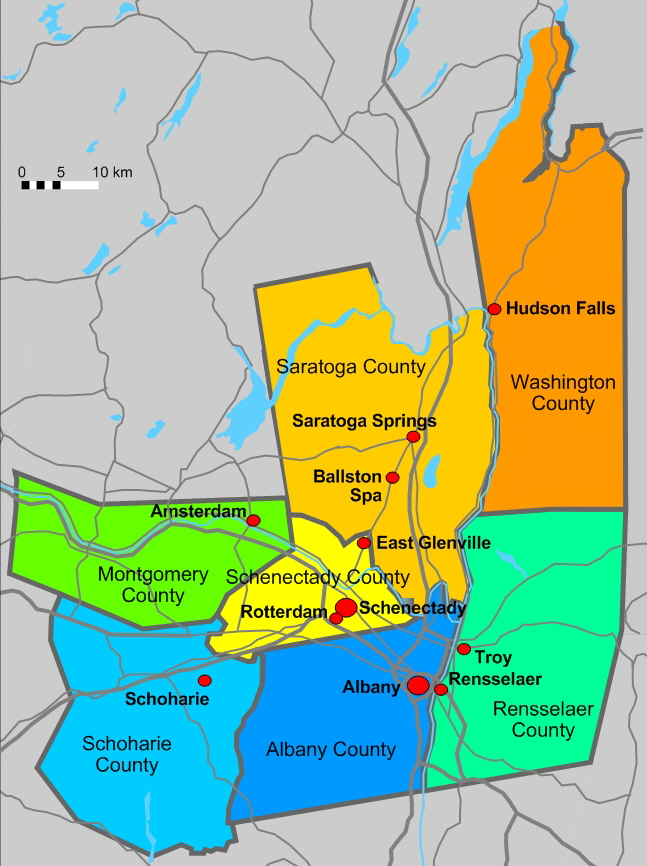 0 5 10 km
Hudson Falls
Saratoga County
Washington
County
Saratoga Springs
Ballston
Spa
Amsterdam
East Glenville
Montgomery
County
Schenectady County
Rotterdam
Schenectady
Troy
Rensselaer
Albany
Schoharie
Rensselaer
County
Schoharie
County
Albany County